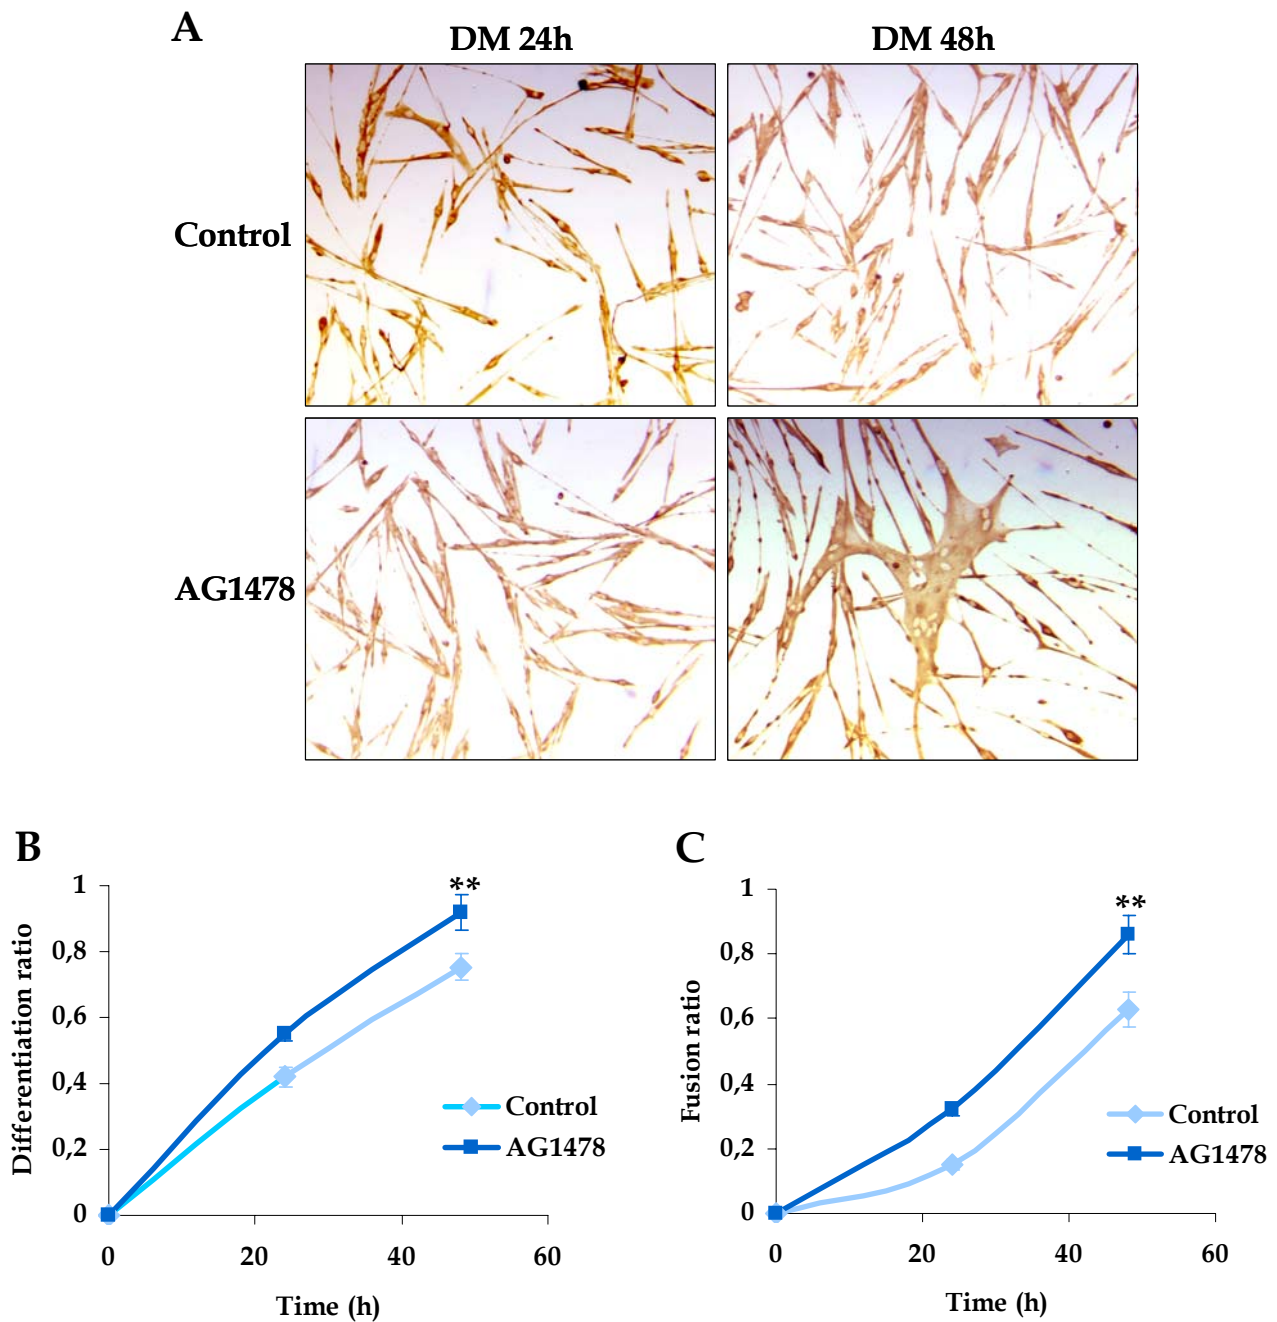 A
DM 24h
DM 48h
Control
AG1478
B
Differentiation ratio
1
0,8
0,6
0,4
0,2
0
0
20
40
60
Time (h)
**
Control
AG1478
C
Fusion ratio
1
0,8
0,6
0,4
0,2
0
0
20
40
60
Time (h)
**
Control
AG1478